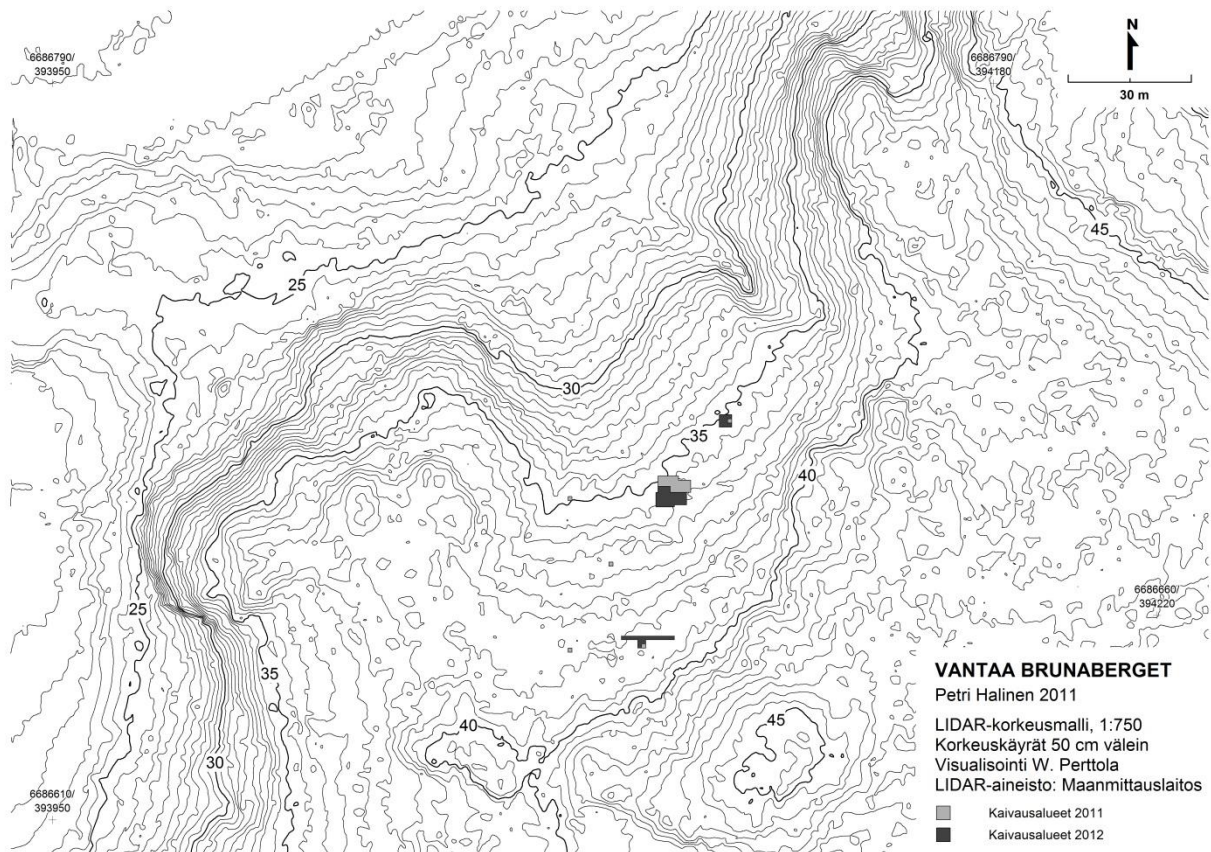 N
6686790/
393950
6686790/
394180
30 m
45
25
30
35
40
6686660/
394220
25
35
40
45
30
6686610/
393950
VANTAA BRUNABERGET
Petri Halinen 2011
LIDAR-korkeusmalli, 1:750
Korkeuskäyrät 50 cm välein
Visualisointi W. Perttola
LIDAR-aineisto: Maanmittauslaitos
Kaivausalueet 2011
Kaivausalueet 2012